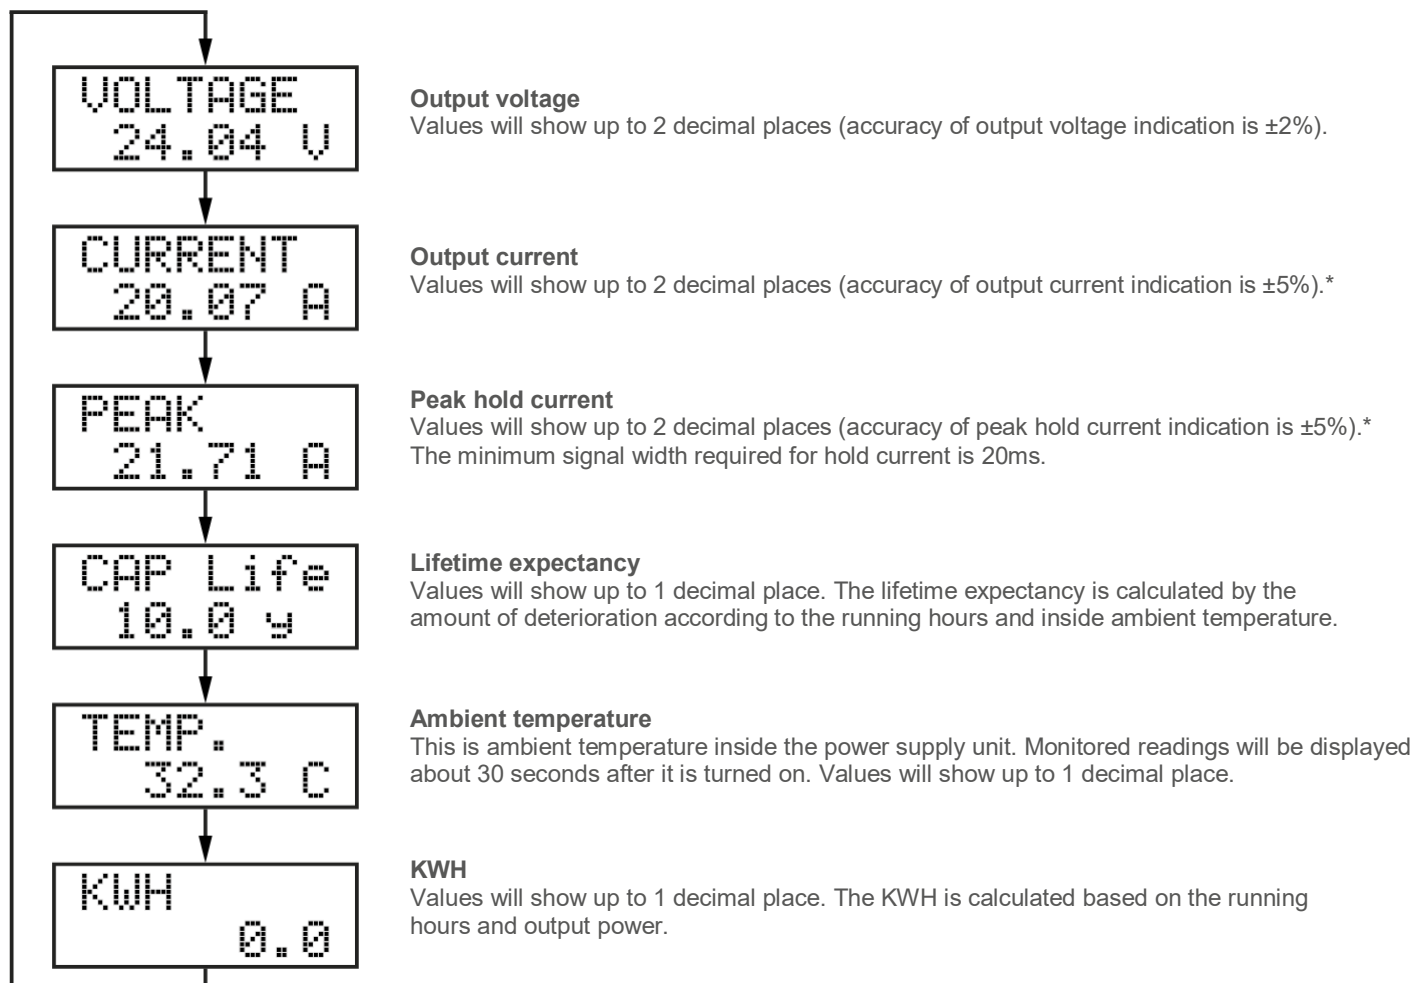 VOLTAGE
24.04 V
Output voltage
Values will show up to 2 decimal places (accuracy of output voltage indication is ±2%).
CURRENT
20.07 A
Output current
Values will show up to 2 decimal places (accuracy of output current indication is ±5%).*
PEAK
21.71 A
Peak hold current
Values will show up to 2 decimal places (accuracy of peak hold current indication is ±5%).*
The minimum signal width required for hold current is 20ms.
CAP Life
10.0 y
Lifetime expectancy
Values will show up to 1 decimal place. The lifetime expectancy is calculated by the
amount of deterioration according to the running hours and inside ambient temperature.
TEMP.
32.3 C
Ambient temperature
This is ambient temperature inside the power supply unit. Monitored readings will be displayed
about 30 seconds after it is turned on. Values will show up to 1 decimal place.
KWH
0.0
KWH
Values will show up to 1 decimal place. The KWH is calculated based on the running
hours and output power.